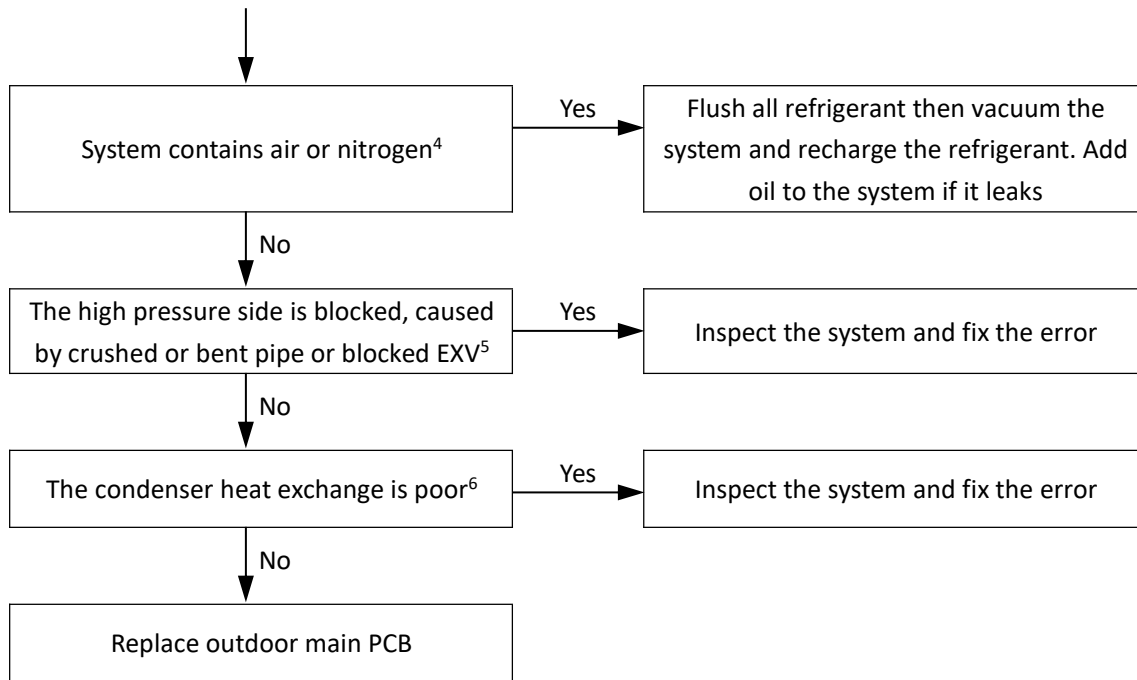 System contains air or nitrogen⁴
Yes
Flush all refrigerant then vacuum the
system and recharge the refrigerant. Add
oil to the system if it leaks
No
The high pressure side is blocked, caused
by crushed or bent pipe or blocked EXV⁵
Yes
Inspect the system and fix the error
No
The condenser heat exchange is poor⁶
Yes
Inspect the system and fix the error
No
Replace outdoor main PCB